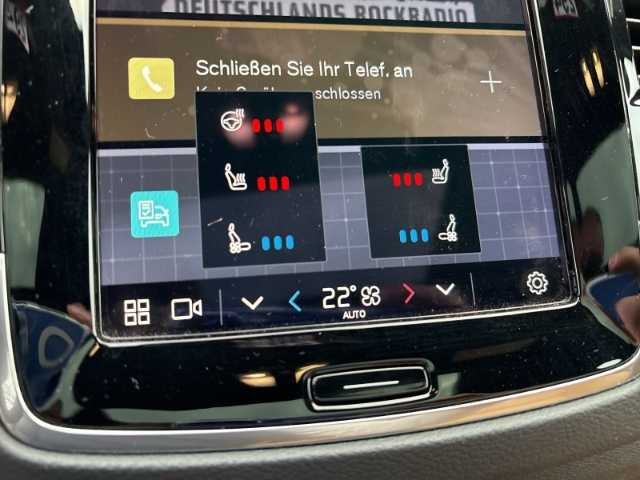 DEUTSCHLANDS ROCKRADIO
Schließen Sie Ihr Telef. an
schlossen
22°
AUTO